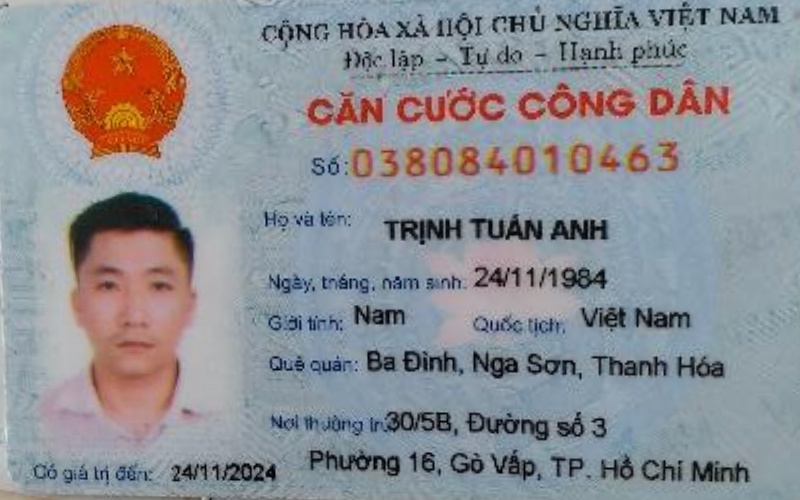 CỘNG HÒA XÃ HỘI CHỦ NGHĨA VIỆT NAM
Độc lập – Tự do – Hạnh phúc
CĂN CƯỚC CÔNG DÂN
Số: 038084010463
Họ và tên: TRỊNH TUẤN ANH
Ngày, tháng, năm sinh: 24/11/1984
Giới tính: Nam Quốc tịch: Việt Nam
Quê quán: Ba Đình, Nga Sơn, Thanh Hóa
Nơi thường trú: 30/5B, Đường số 3
Phường 16, Gò Vấp, TP. Hồ Chí Minh
Có giá trị đến: 24/11/2024